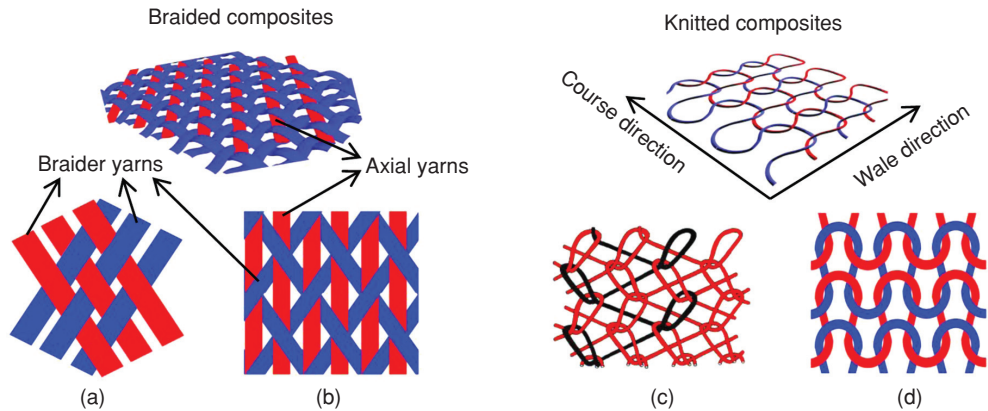 Braided composites
Knitted composites
Course direction
Wale direction
Braider yarns
Axial yarns
(a)
(b)
(c)
(d)